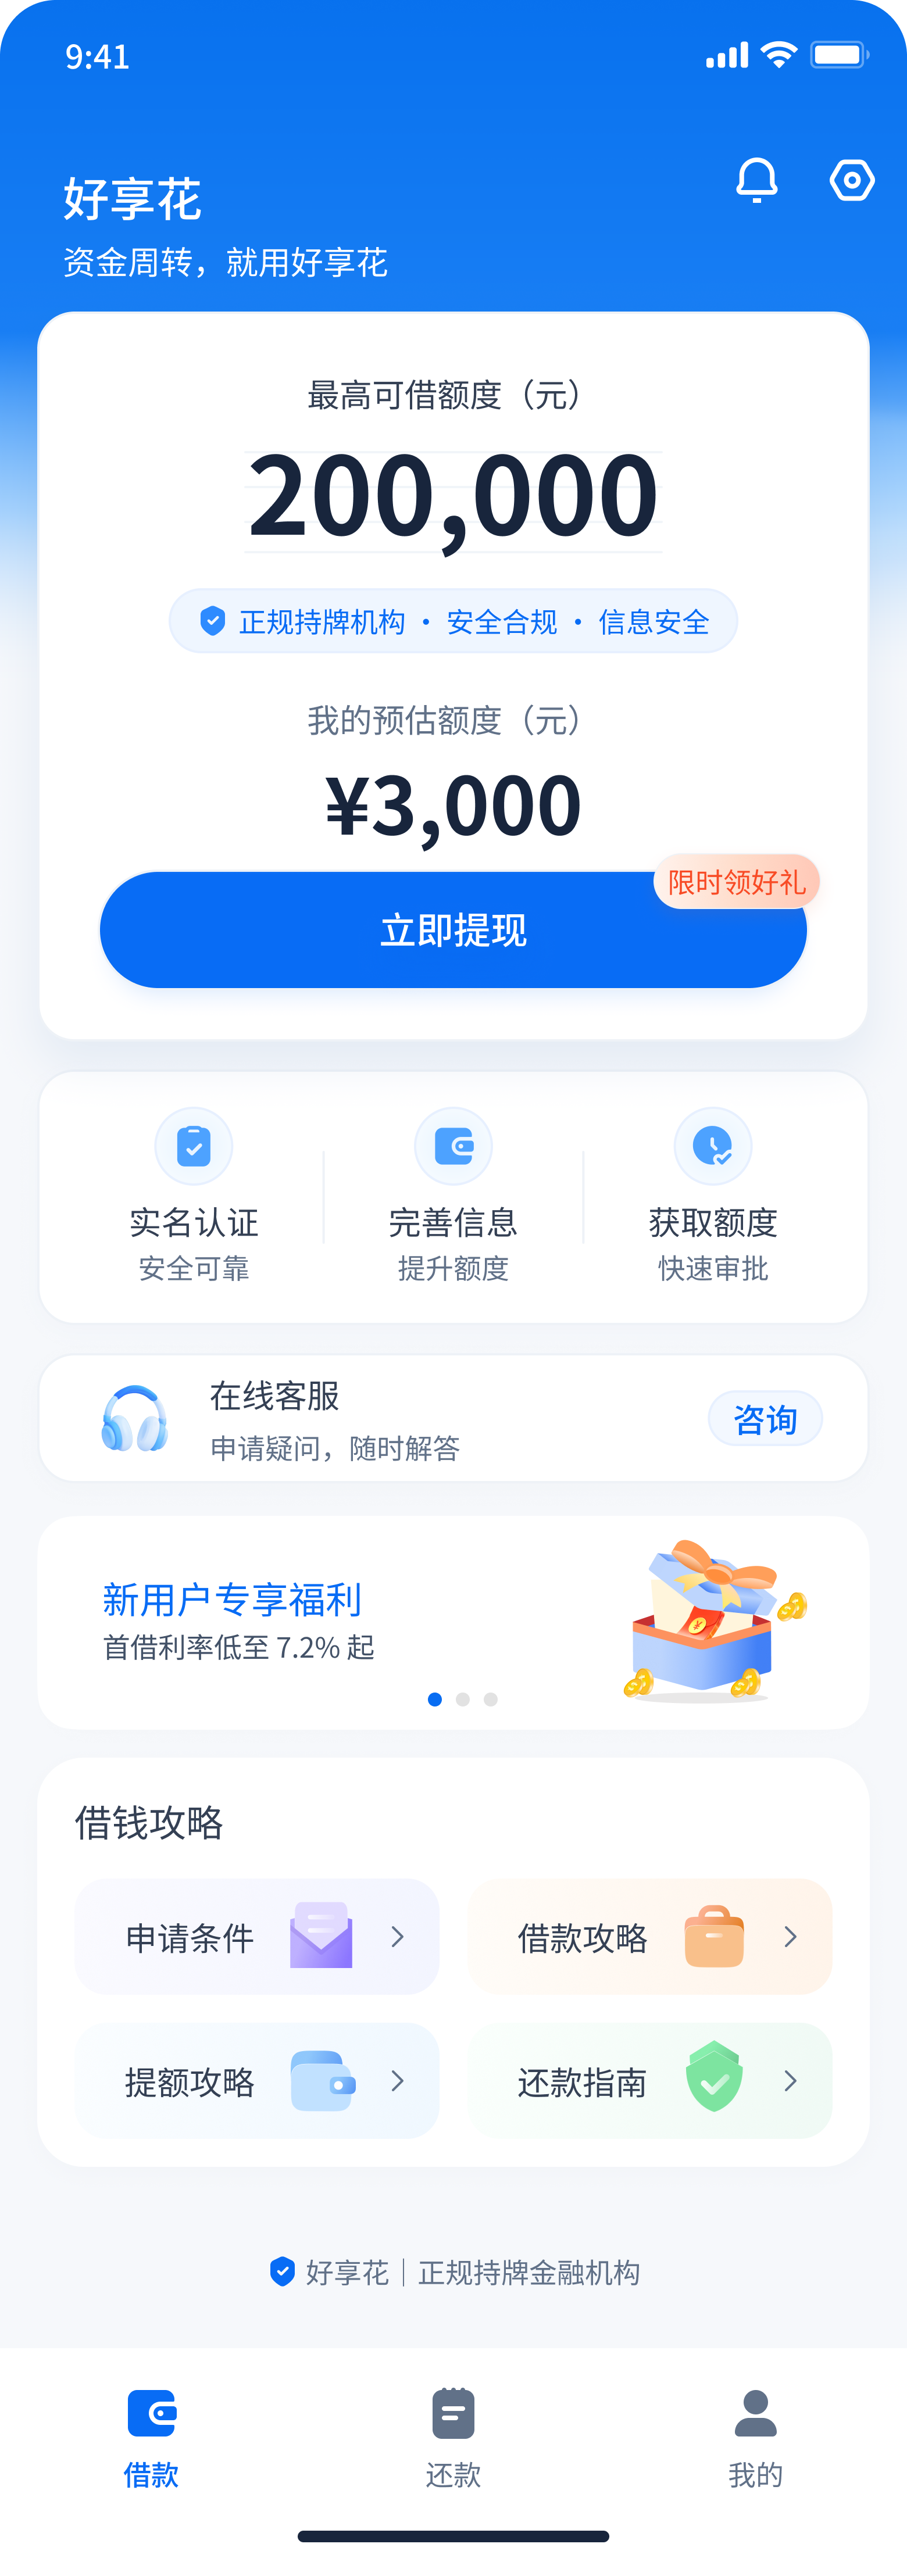 9:41
好享花
资金周转，就用好享花
最高可借额度（元）
200,000
正规持牌机构 · 安全合规 · 信息安全
我的预估额度（元）
¥3,000
限时领好礼
立即提现
实名认证
安全可靠
完善信息
提升额度
获取额度
快速审批
在线客服
申请疑问，随时解答
咨询
新用户专享福利
首借利率低至 7.2% 起
借钱攻略
申请条件
借款攻略
提额攻略
还款指南
好享花｜正规持牌金融机构
借款
还款
我的